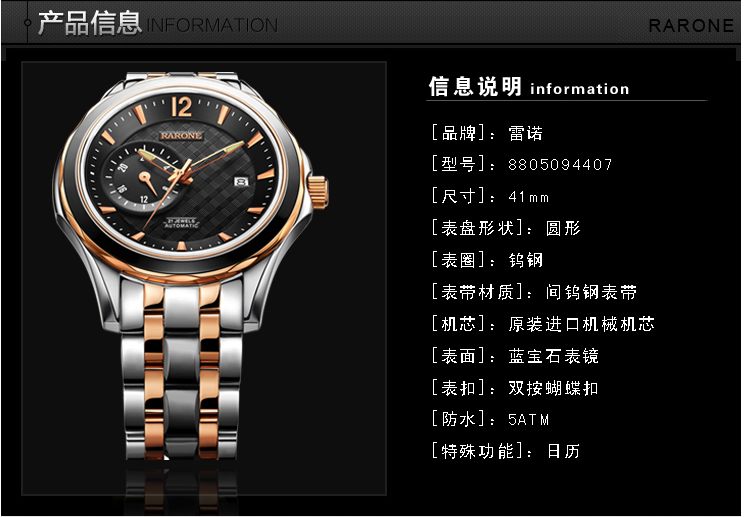 产品信息 INFORMATION
RARONE
12
RARONE
20
16
12
21 JEWELS
AUTOMATIC
信息说明 information
[品牌]：雷诺
[型号]：8805094407
[尺寸]：41mm
[表盘形状]：圆形
[表圈]：钨钢
[表带材质]：间钨钢表带
[机芯]：原装进口机械机芯
[表面]：蓝宝石表镜
[表扣]：双按蝴蝶扣
[防水]：5ATM
[特殊功能]：日历